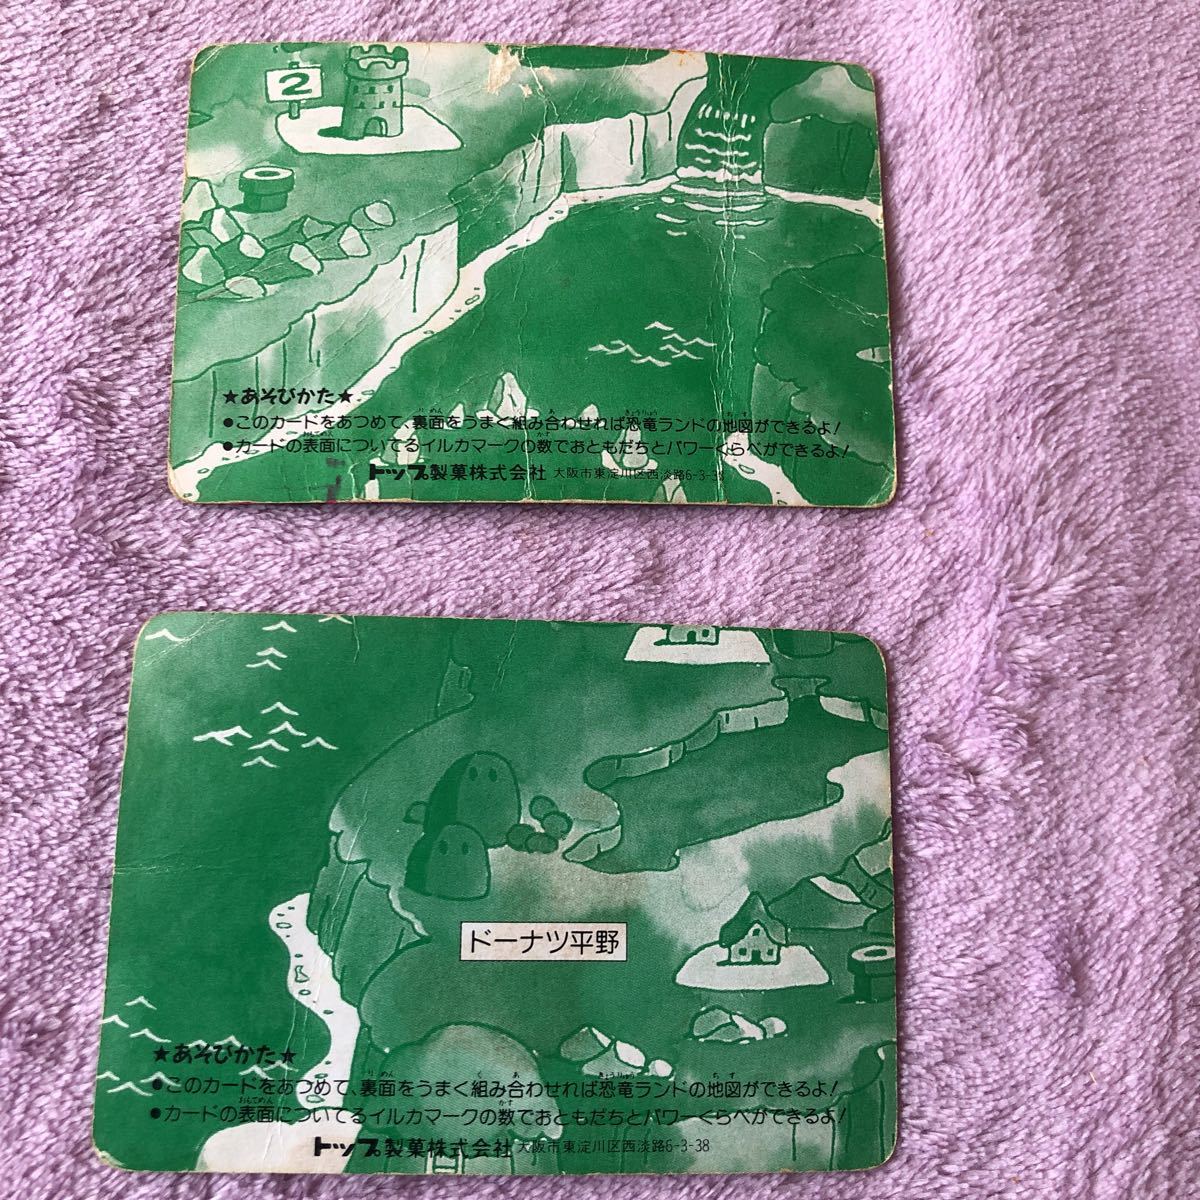 2
★あそびかた★
●このカードをあつめて、裏面をうまく組み合わせれば恐竜ランドの地図ができるよ!
●カードの表面についてるイルカマークの数でおともだちとパワーくらべができるよ!
トップ製菓株式会社 大阪市東淀川区西淡路6-3-38
ドーナツ平野
★あそびかた★
●このカードをあつめて、裏面をうまく組み合わせれば恐竜ランドの地図ができるよ!
●カードの表面についてるイルカマークの数でおともだちとパワーくらべができるよ!
トップ製菓株式会社 大阪市東淀川区西淡路6-3-38